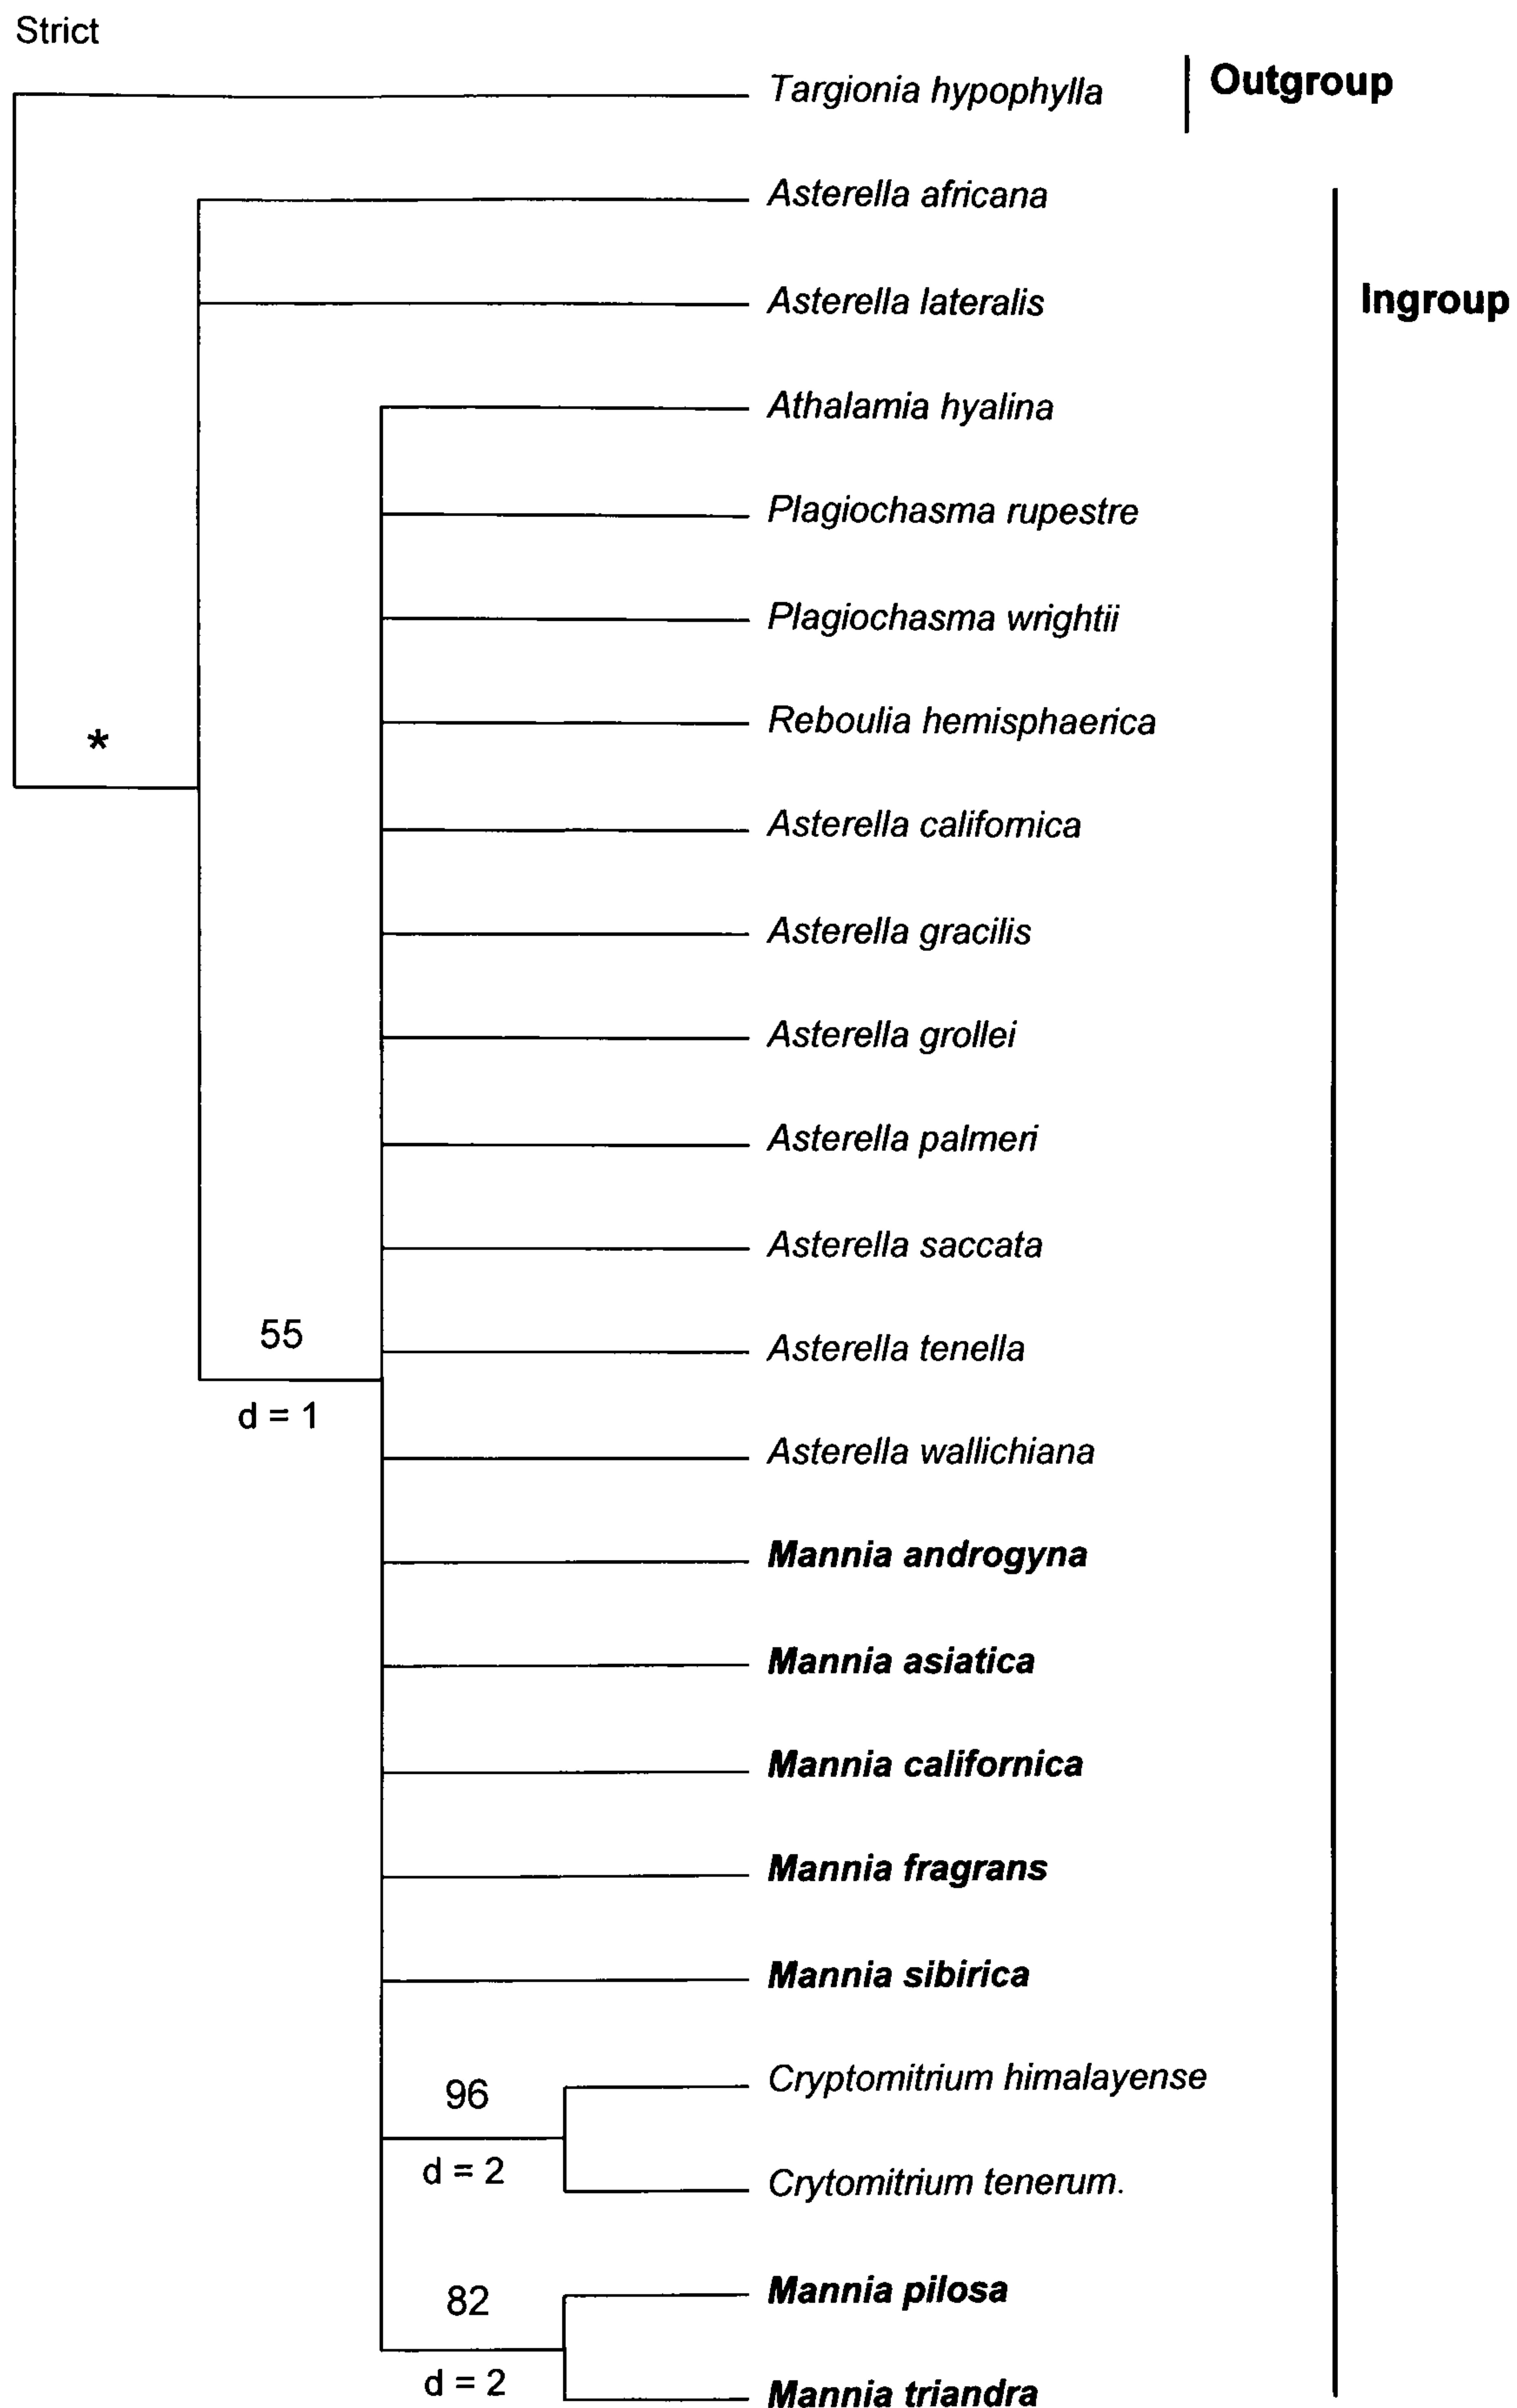 Strict
Targionia hypophylla
Outgroup
Asterella africana
Asterella lateralis
Ingroup
Athalamia hyalina
Plagiochasma rupestre
Plagiochasma wrightii
Reboulia hemisphaerica
*
Asterella californica
Asterella gracilis
Asterella grollei
Asterella palmeri
Asterella saccata
55
Asterella tenella
d = 1
Asterella wallichiana
Mannia androgyna
Mannia asiatica
Mannia californica
Mannia fragrans
Mannia sibirica
Cryptomitrium himalayense
96
d = 2
Crytomitrium tenerum.
Mannia pilosa
82
d = 2
Mannia triandra